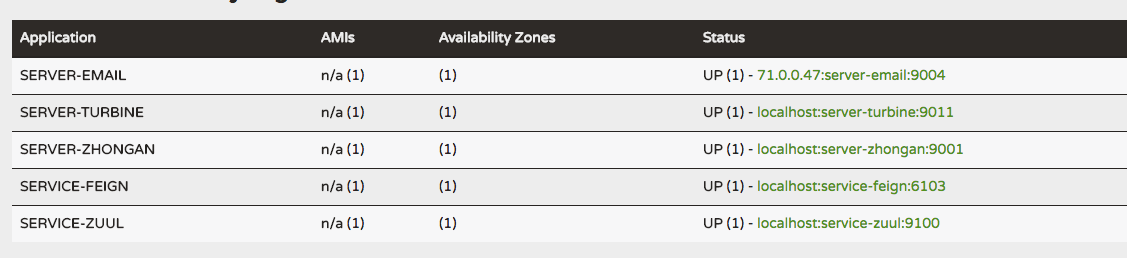 Application AMIs Availability Zones Status
SERVER-EMAIL n/a (1) (1) UP (1) - 71.0.0.47:server-email:9004
SERVER-TURBINE n/a (1) (1) UP (1) - localhost:server-turbine:9011
SERVER-ZHONGAN n/a (1) (1) UP (1) - localhost:server-zhongan:9001
SERVICE-FEIGN n/a (1) (1) UP (1) - localhost:service-feign:6103
SERVICE-ZUUL n/a (1) (1) UP (1) - localhost:service-zuul:9100